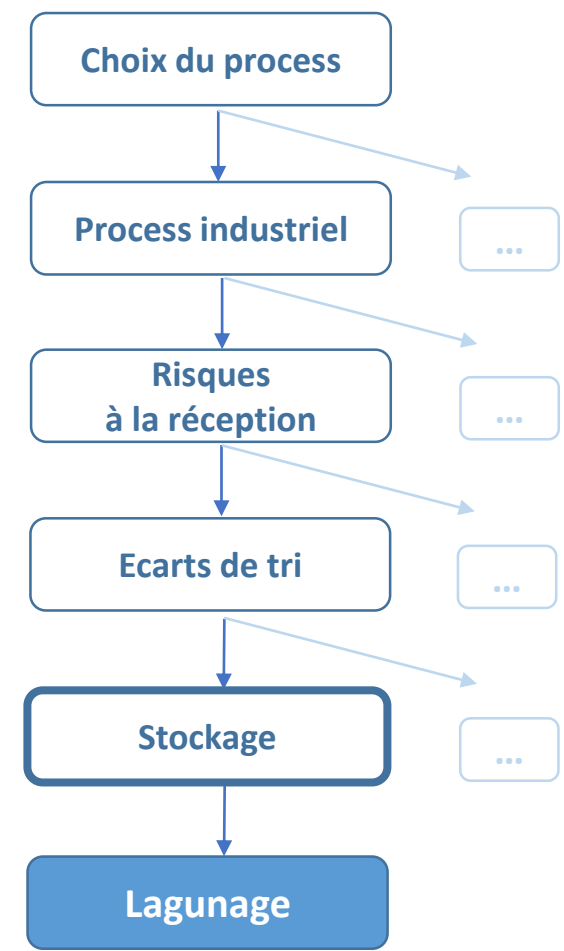 Choix du process
Process industriel
...
Risques
à la réception
...
Ecarts de tri
...
Stockage
...
Lagunage